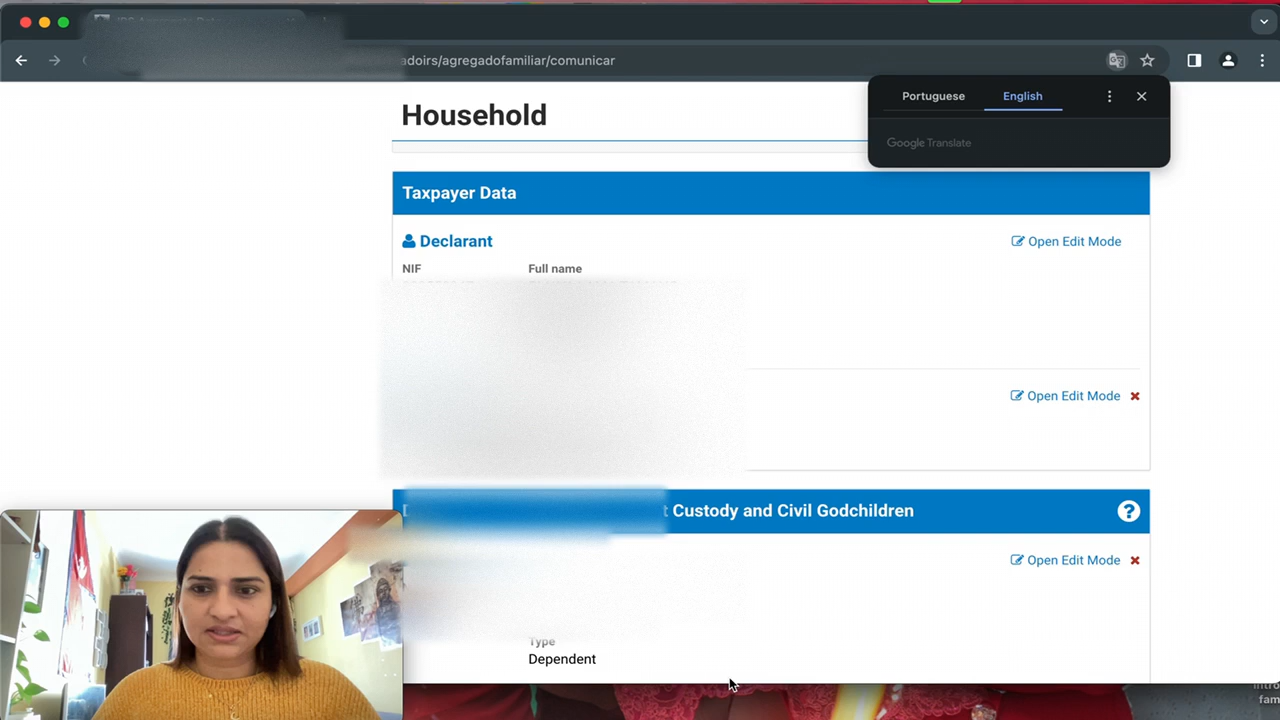 adoirs/agregadofamiliar/comunicar
Portuguese
English
Google Translate
Household
Taxpayer Data
Declarant
Open Edit Mode
NIF
Full name
Open Edit Mode
t Custody and Civil Godchildren
?
Open Edit Mode
Type
Dependent